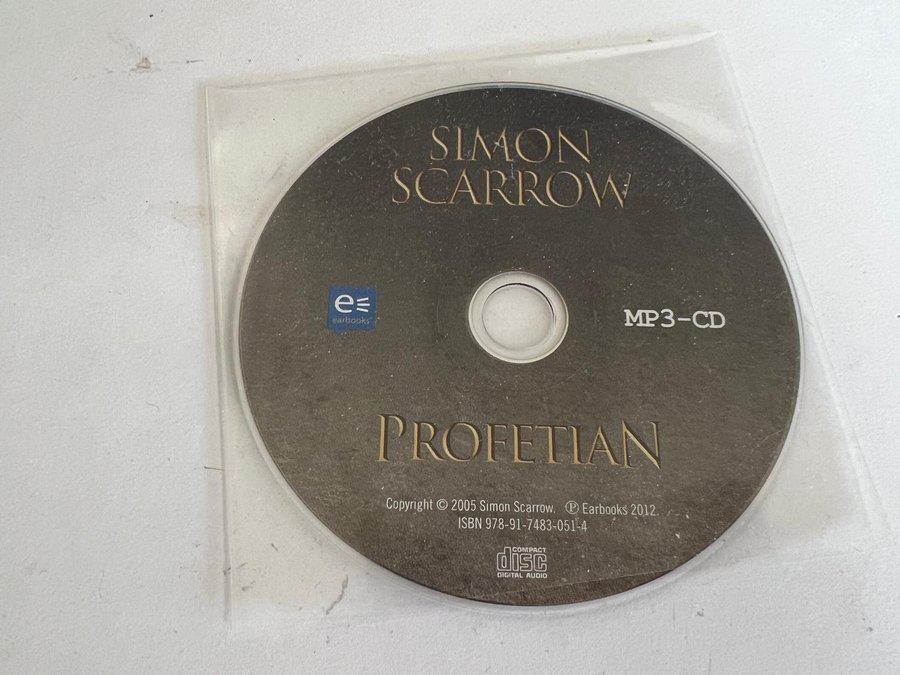 SIMON
SCARROW
e
earbooks
MP3-CD
PROFETIAN
Copyright © 2005 Simon Scarrow. ℗ Earbooks 2012.
ISBN 978-91-7483-051-4
COMPACT
disc
DIGITAL AUDIO